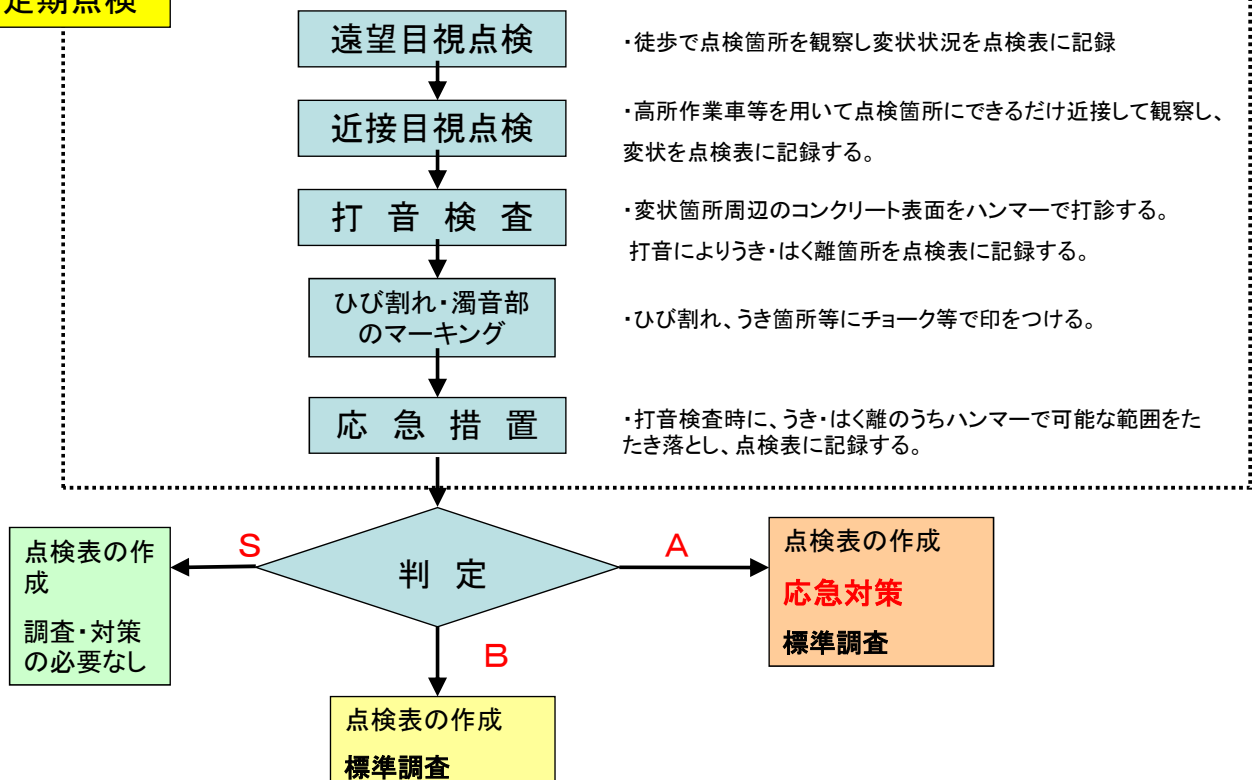 定期点検
遠望目視点検
・徒歩で点検箇所を観察し変状状況を点検表に記録
近接目視点検
・高所作業車等を用いて点検箇所にできるだけ近接して観察し、
変状を点検表に記録する。
打 音 検 査
・変状箇所周辺のコンクリート表面をハンマーで打診する。
打音によりうき・はく離箇所を点検表に記録する。
ひび割れ・濁音部
のマーキング
・ひび割れ、うき箇所等にチョーク等で印をつける。
応 急 措 置
・打音検査時に、うき・はく離のうちハンマーで可能な範囲をた
たき落とし、点検表に記録する。
点検表の作
成
調査・対策
の必要なし
S
判 定
A
点検表の作成
応急対策
標準調査
B
点検表の作成
標準調査